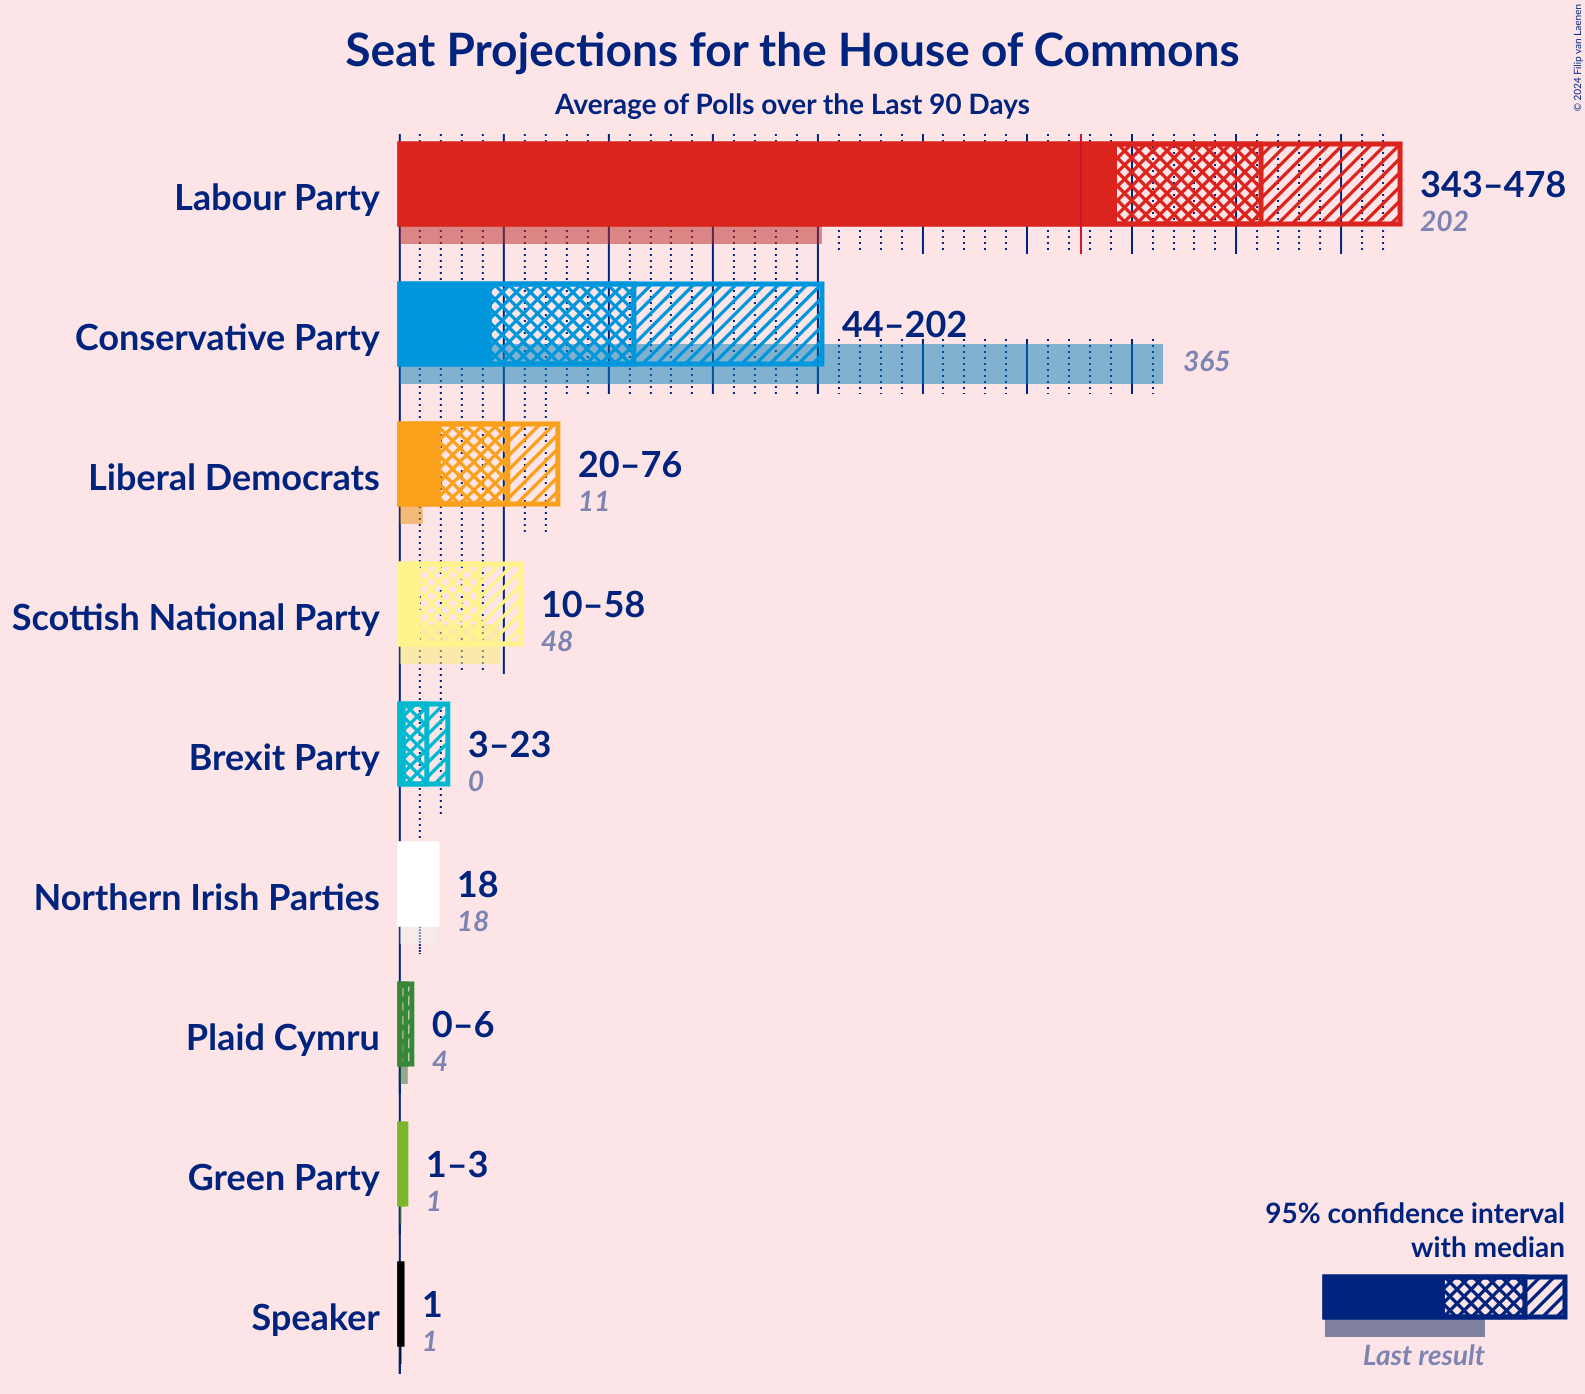 Seat Projections for the House of Commons
Average of Polls over the Last 90 Days
© 2024 Filip van Laenen
Labour Party
343–478
202
Conservative Party
44–202
365
Liberal Democrats
20–76
11
Scottish National Party
10–58
48
Brexit Party
3–23
0
Northern Irish Parties
18
18
Plaid Cymru
0–6
4
Green Party
1–3
1
Speaker
1
1
95% confidence interval
with median
Last result